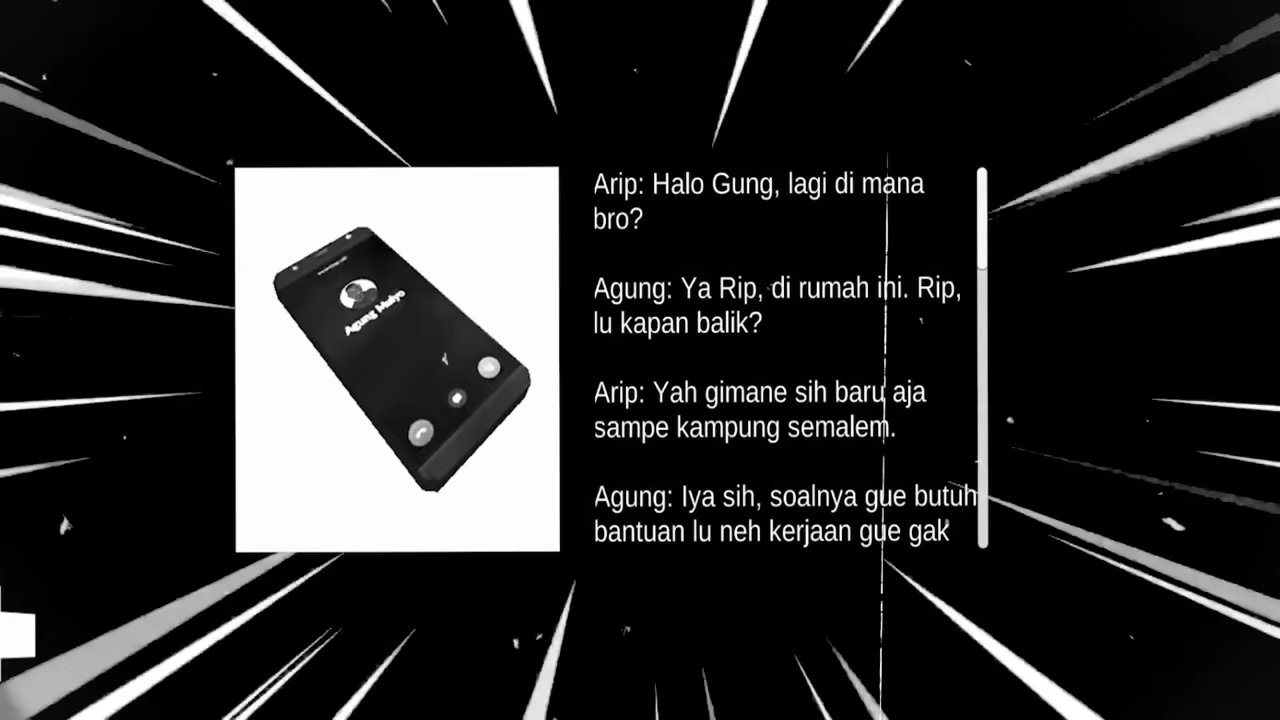 Agung Mulyo
Arip: Halo Gung, lagi di mana
bro?
Agung: Ya Rip, di rumah ini. Rip,
lu kapan balik?
Arip: Yah gimane sih baru aja
sampe kampung semalem.
Agung: Iya sih, soalnya gue butuh
bantuan lu neh kerjaan gue gak